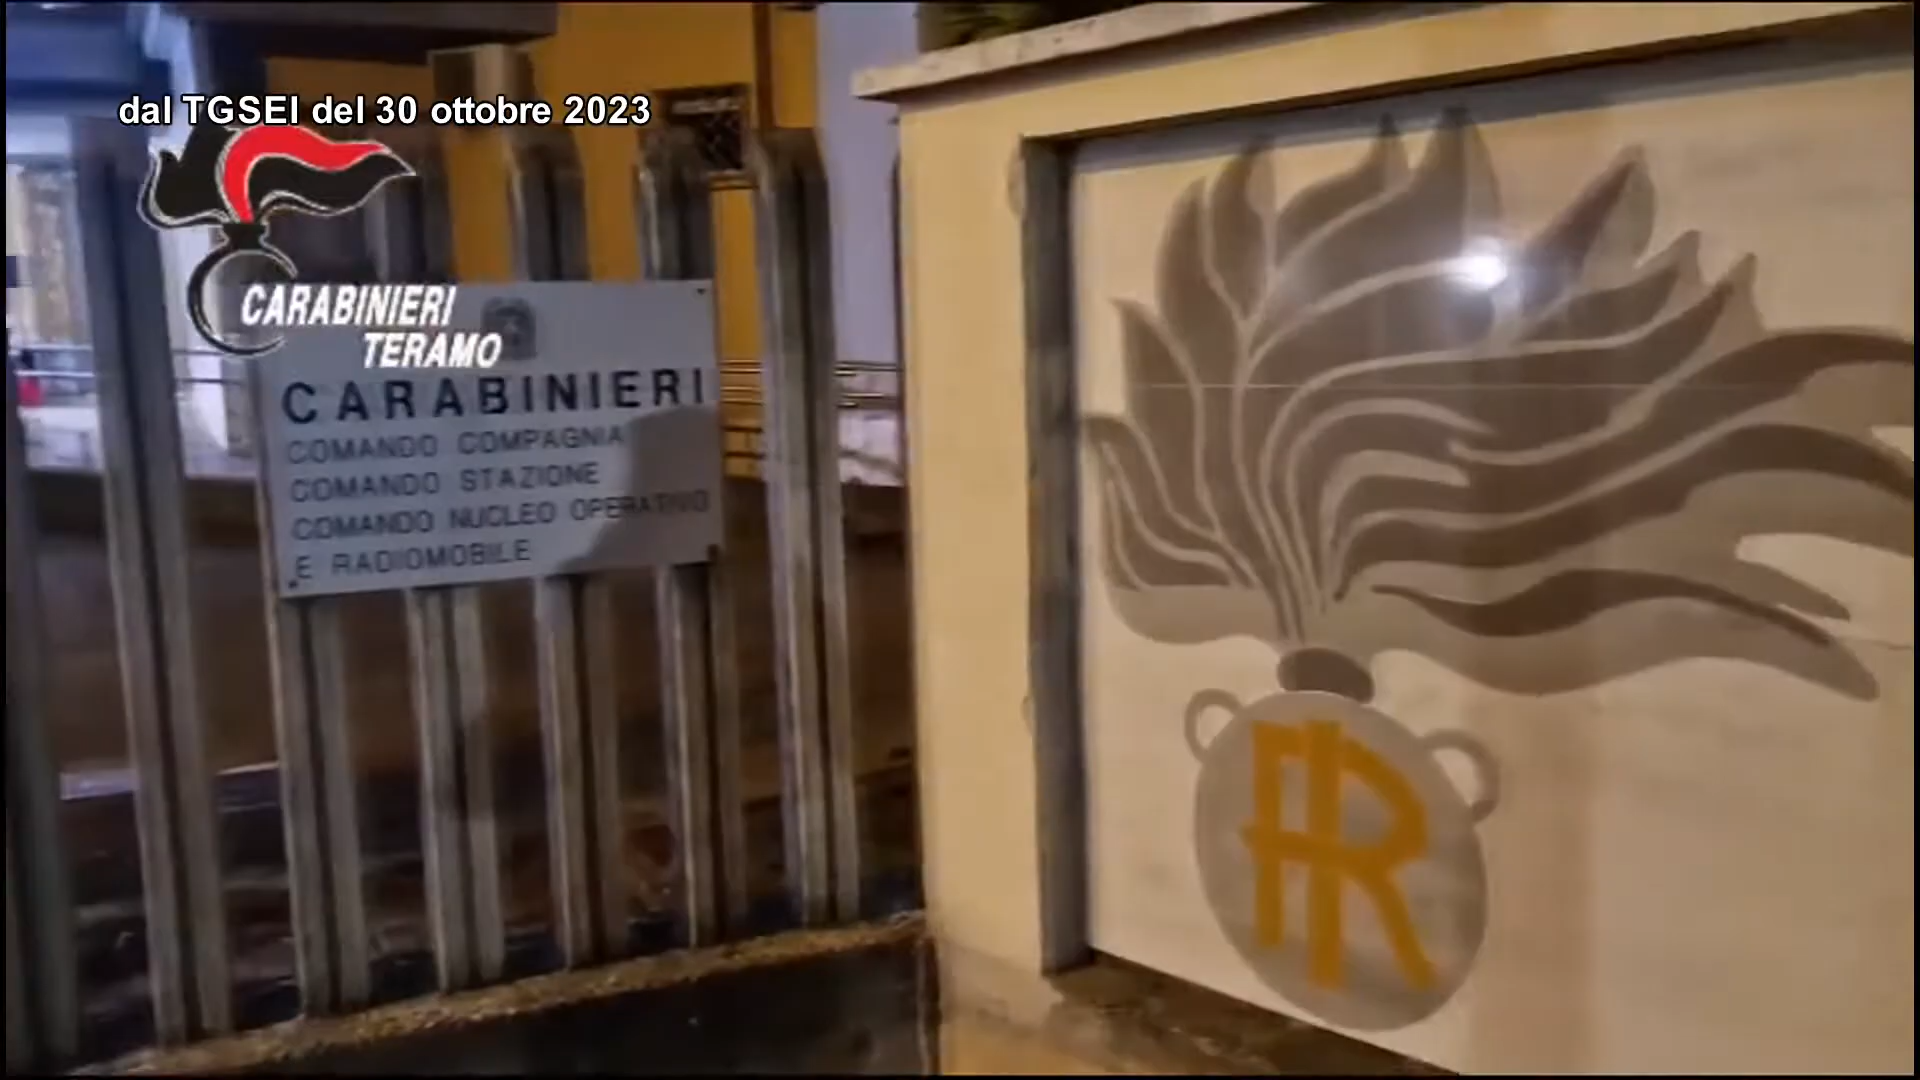 dal TGSEI del 30 ottobre 2023
CARABINIERI
TERAMO
CARABINIERI
COMANDO COMPAGNIA
COMANDO STAZIONE
COMANDO NUCLEO OPERATIVO
E RADIOMOBILE
RI